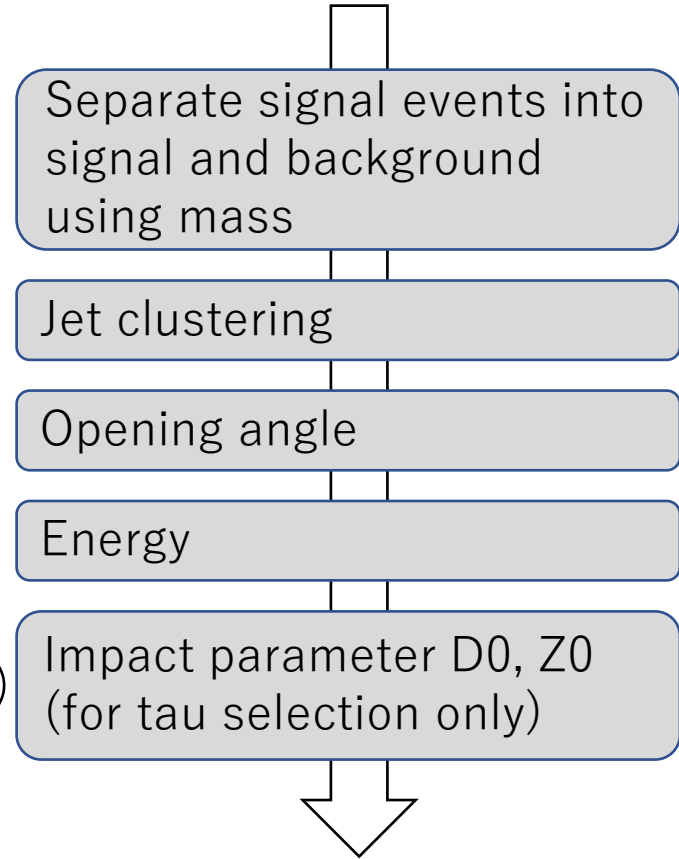 Separate signal events into
signal and background
using mass
Jet clustering
Opening angle
Energy
Impact parameter D0, Z0
(for tau selection only)